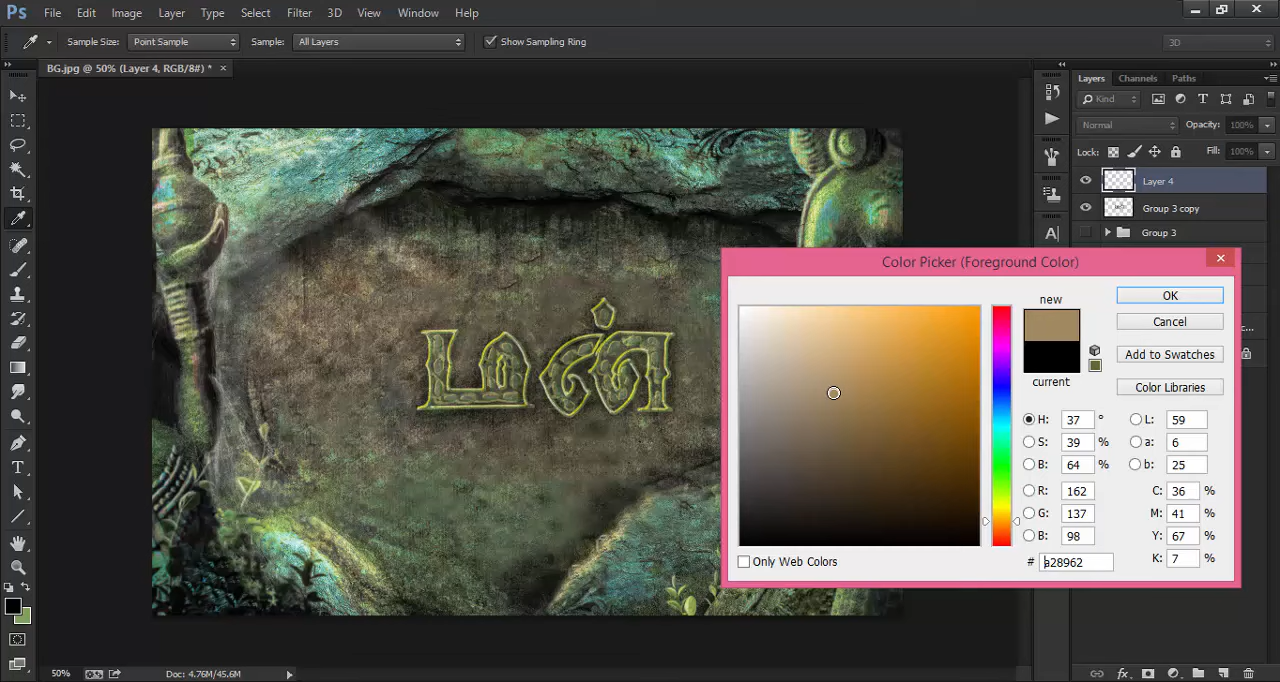 Ps File Edit Image Layer Type Select Filter 3D View Window Help
Sample Size: Point Sample Sample: All Layers Show Sampling Ring 3D
BG.jpg @ 50% (Layer 4, RGB/8#) * ×
Layers Channels Paths
Kind
Normal Opacity: 100%
Lock: Fill: 100%
Layer 4
Group 3 copy
Group 3
Color Picker (Foreground Color)
new
current
OK
Cancel
Add to Swatches
Color Libraries
H: 37 ° L: 59
S: 39 % a: 6
B: 64 % b: 25
R: 162 C: 36 %
G: 137 M: 41 %
B: 98 Y: 67 %
# a28962 K: 7 %
Only Web Colors
50% Doc: 4.76M/45.6M